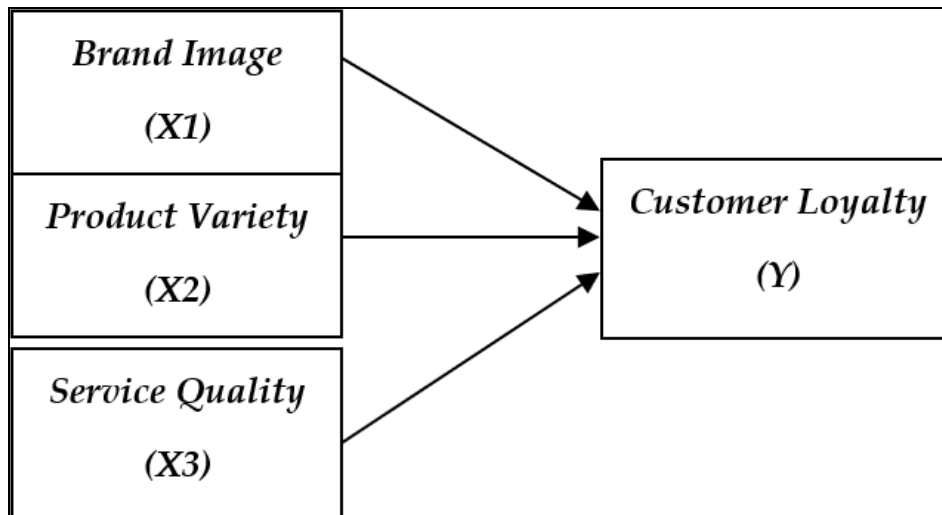 Brand Image
(X1)
Product Variety
(X2)
Service Quality
(X3)
Customer Loyalty
(Y)